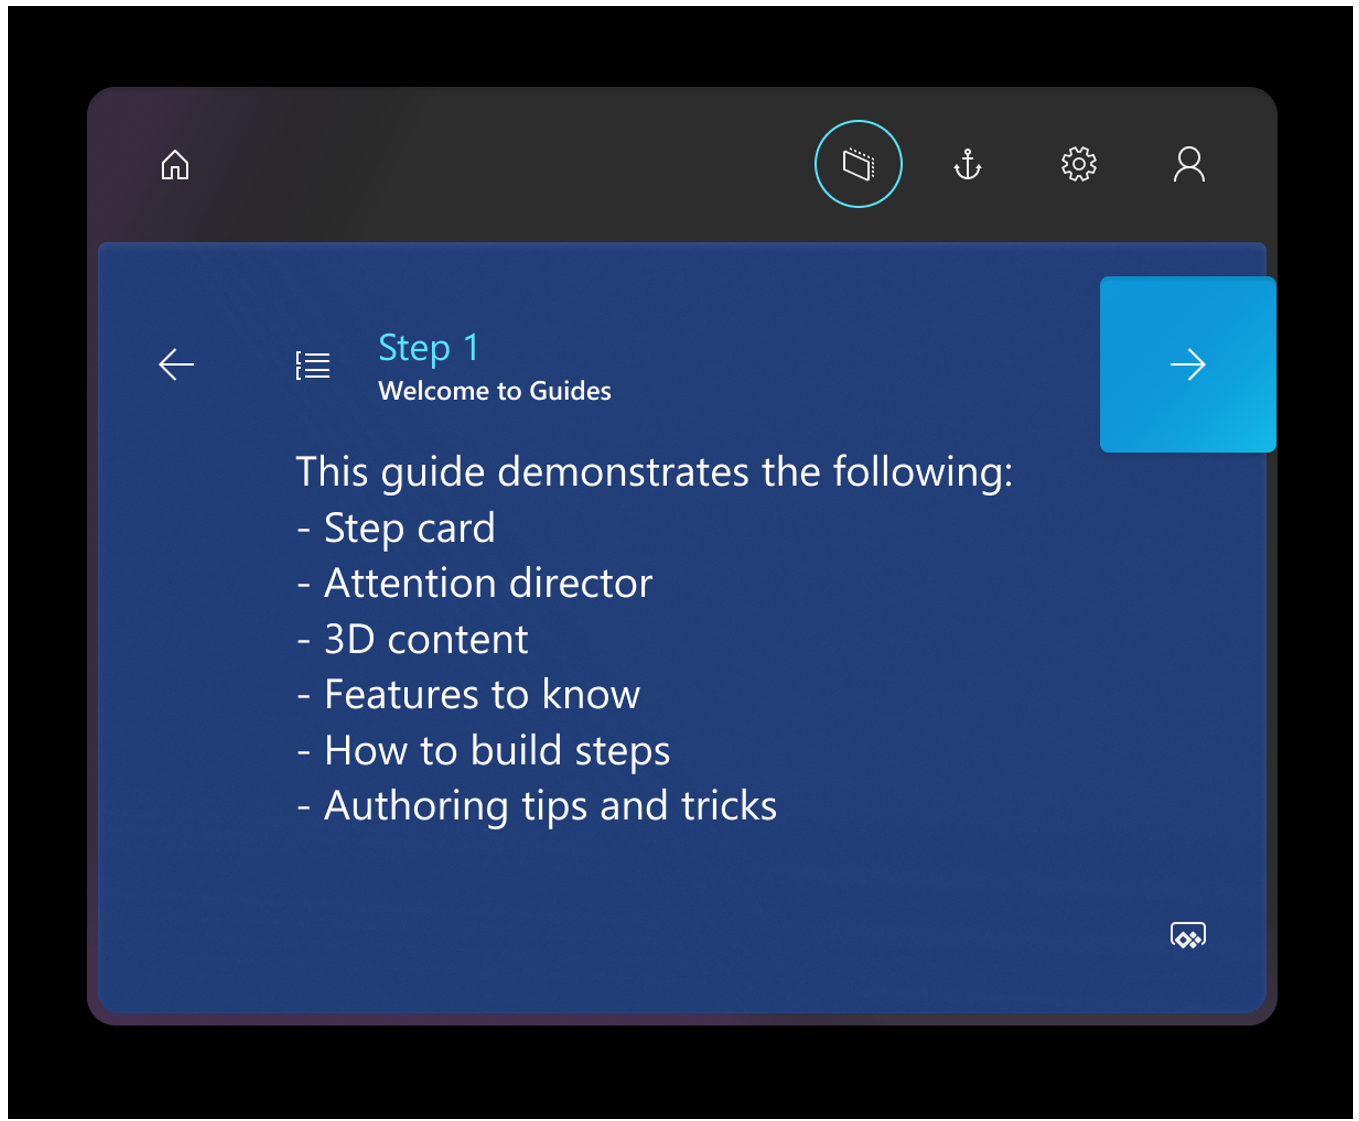 Step 1
Welcome to Guides
This guide demonstrates the following:
- Step card
- Attention director
- 3D content
- Features to know
- How to build steps
- Authoring tips and tricks